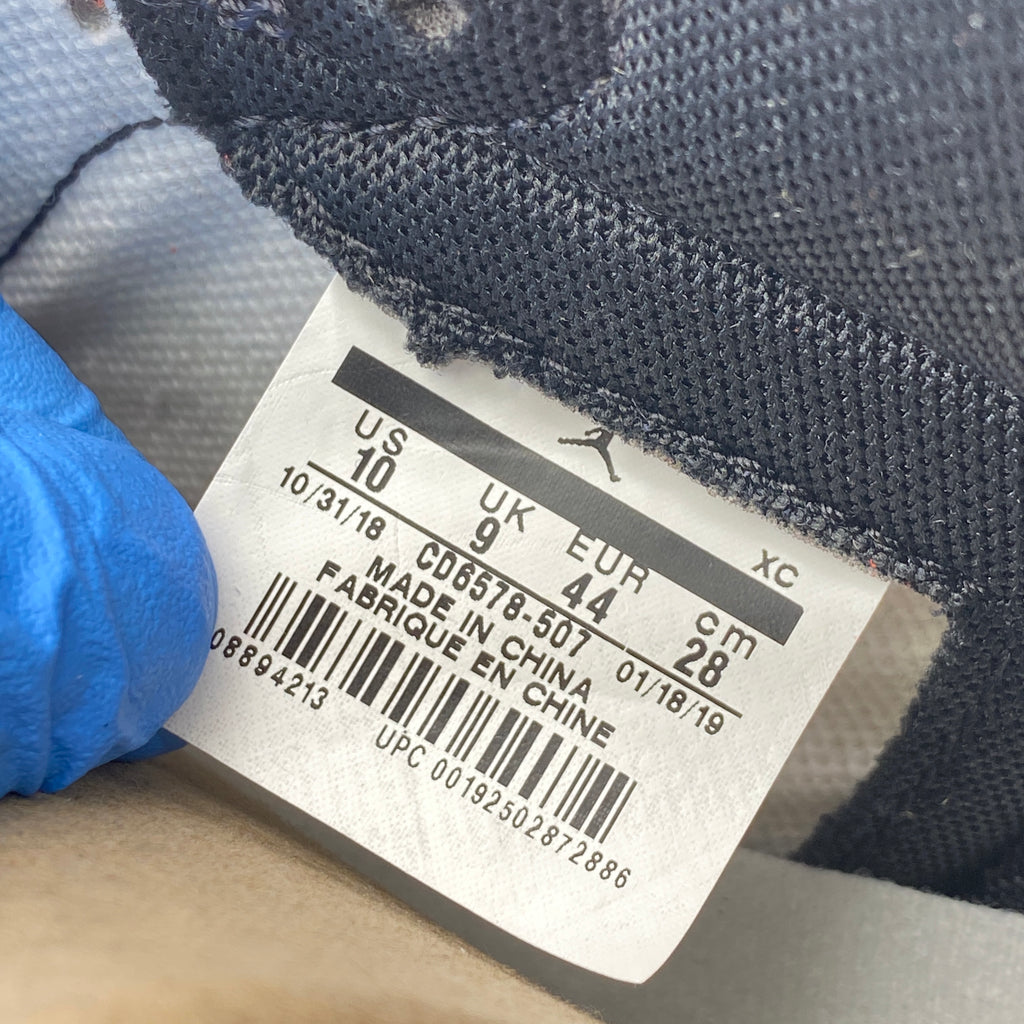 XC
US UK EUR cm
10 9 44 28
10/31/18 CD6578-507 01/18/19
MADE IN CHINA
FABRIQUE EN CHINE
08894213
UPC 00192502872886